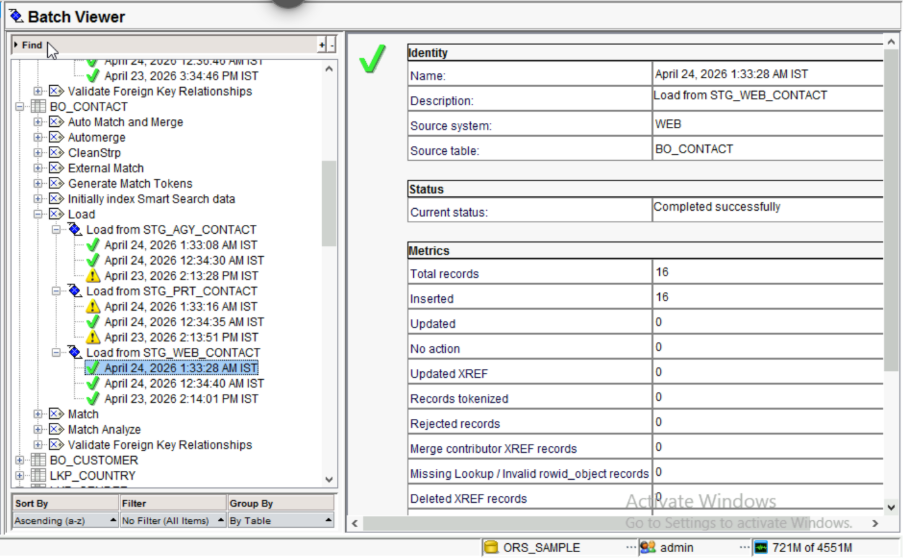 Batch Viewer
Find
+ -
April 24, 2026 12:36:46 AM IST
April 23, 2026 3:34:46 PM IST
Validate Foreign Key Relationships
BO_CONTACT
Auto Match and Merge
Automerge
CleanStrp
External Match
Generate Match Tokens
Initially index Smart Search data
Load
Load from STG_AGY_CONTACT
April 24, 2026 1:33:08 AM IST
April 24, 2026 12:34:30 AM IST
April 23, 2026 2:13:28 PM IST
Load from STG_PRT_CONTACT
April 24, 2026 1:33:16 AM IST
April 24, 2026 12:34:35 AM IST
April 23, 2026 2:13:51 PM IST
Load from STG_WEB_CONTACT
April 24, 2026 1:33:28 AM IST
April 24, 2026 12:34:40 AM IST
April 23, 2026 2:14:01 PM IST
Match
Match Analyze
Validate Foreign Key Relationships
BO_CUSTOMER
LKP_COUNTRY
Sort By Filter Group By
Ascending (a-z) No Filter (All Items) By Table
Identity
Name: April 24, 2026 1:33:28 AM IST
Description: Load from STG_WEB_CONTACT
Source system: WEB
Source table: BO_CONTACT
Status
Current status: Completed successfully
Metrics
Total records 16
Inserted 16
Updated 0
No action 0
Updated XREF 0
Records tokenized 0
Rejected records 0
Merge contributor XREF records 0
Missing Lookup / Invalid rowid_object records 0
Deleted XREF records 0
Activate Windows
Go to Settings to activate Windows.
ORS_SAMPLE ... admin ... 721M of 4551M